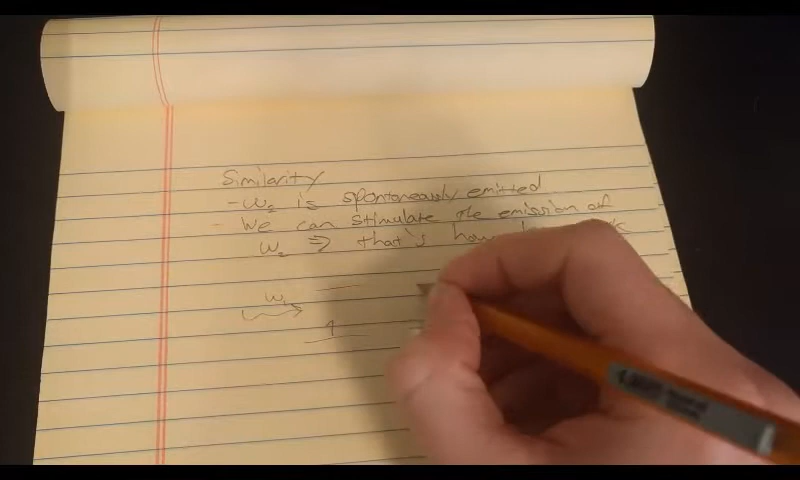 Similarity
- ω₂ is spontaneously emitted
- We can stimulate the emission of
ω₂ ⇒ that's how
ω₁